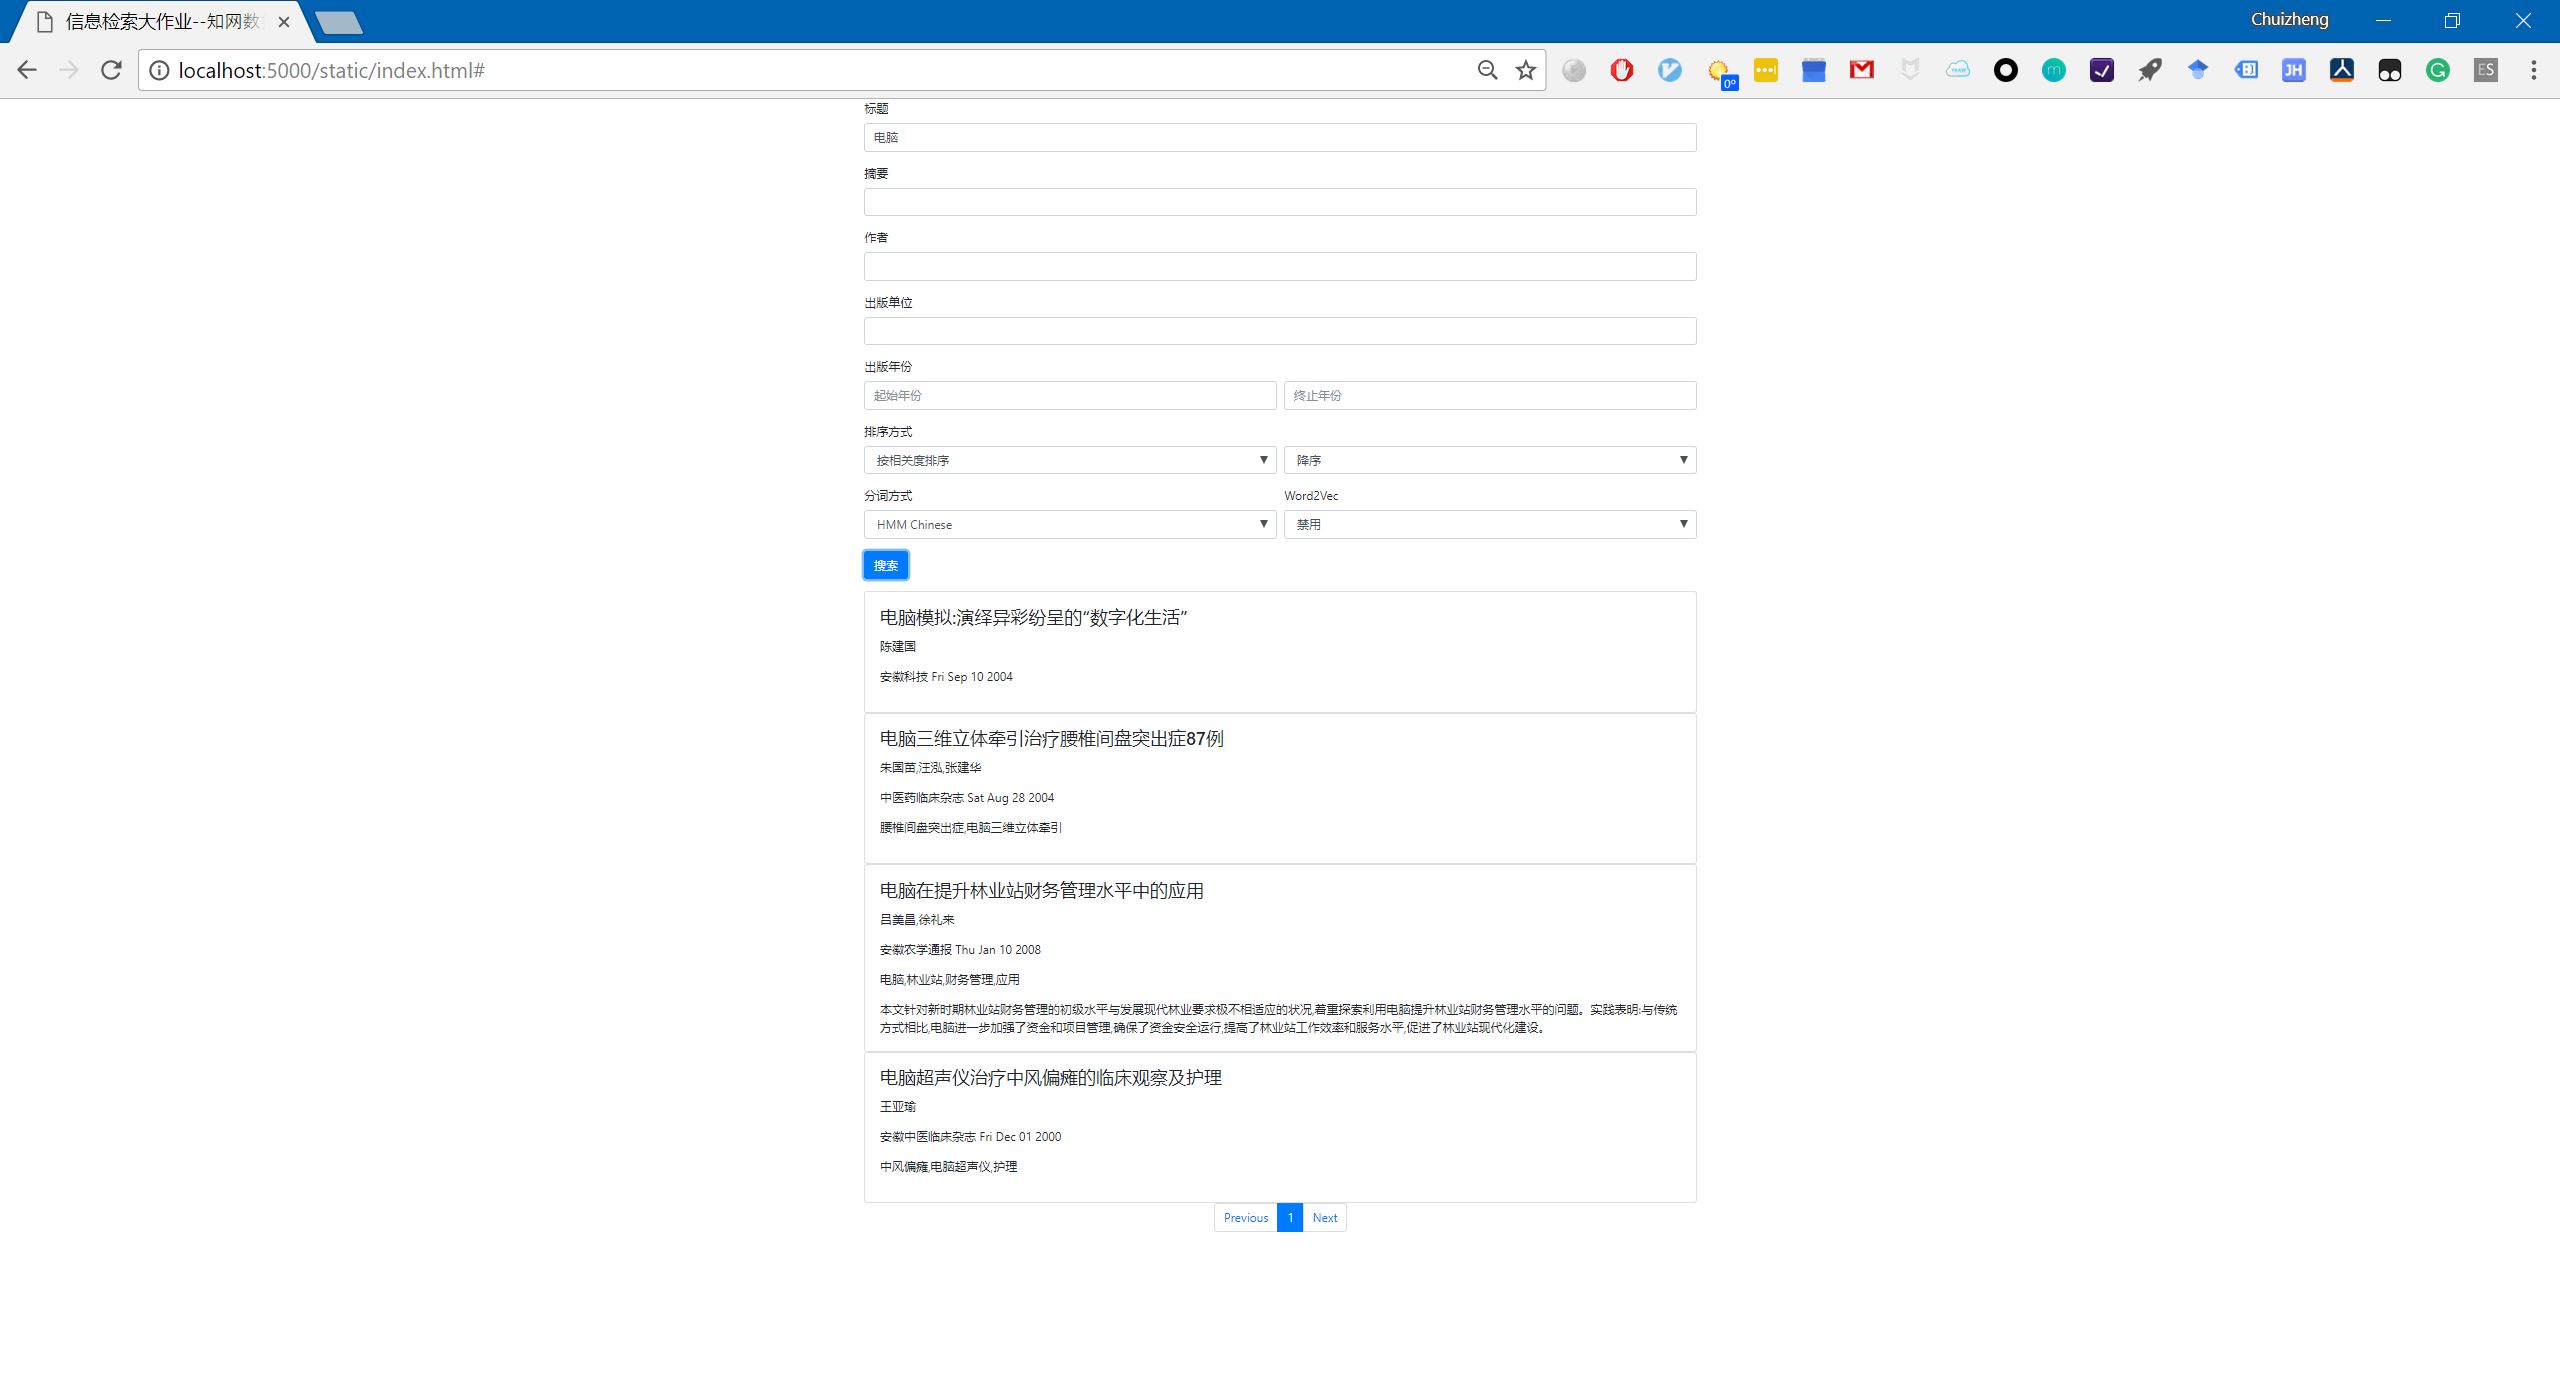 信息检索大作业--知网数
Chuizheng
localhost:5000/static/index.html#
0°
m
BJ
JH
G
ES
标题
电脑
摘要
作者
出版单位
出版年份
起始年份 终止年份
排序方式
按相关度排序 降序
分词方式 Word2Vec
HMM Chinese 禁用
搜索
电脑模拟:演绎异彩纷呈的“数字化生活”
陈建国
安徽科技 Fri Sep 10 2004
电脑三维立体牵引治疗腰椎间盘突出症87例
朱国苗,汪泓,张建华
中医药临床杂志 Sat Aug 28 2004
腰椎间盘突出症,电脑三维立体牵引
电脑在提升林业站财务管理水平中的应用
吕美昌,徐礼来
安徽农学通报 Thu Jan 10 2008
电脑,林业站,财务管理,应用
本文针对新时期林业站财务管理的初级水平与发展现代林业要求极不相适应的状况,着重探索利用电脑提升林业站财务管理水平的问题。实践表明:与传统
方式相比,电脑进一步加强了资金和项目管理,确保了资金安全运行,提高了林业站工作效率和服务水平,促进了林业站现代化建设。
电脑超声仪治疗中风偏瘫的临床观察及护理
王亚瑜
安徽中医临床杂志 Fri Dec 01 2000
中风偏瘫,电脑超声仪,护理
Previous 1 Next